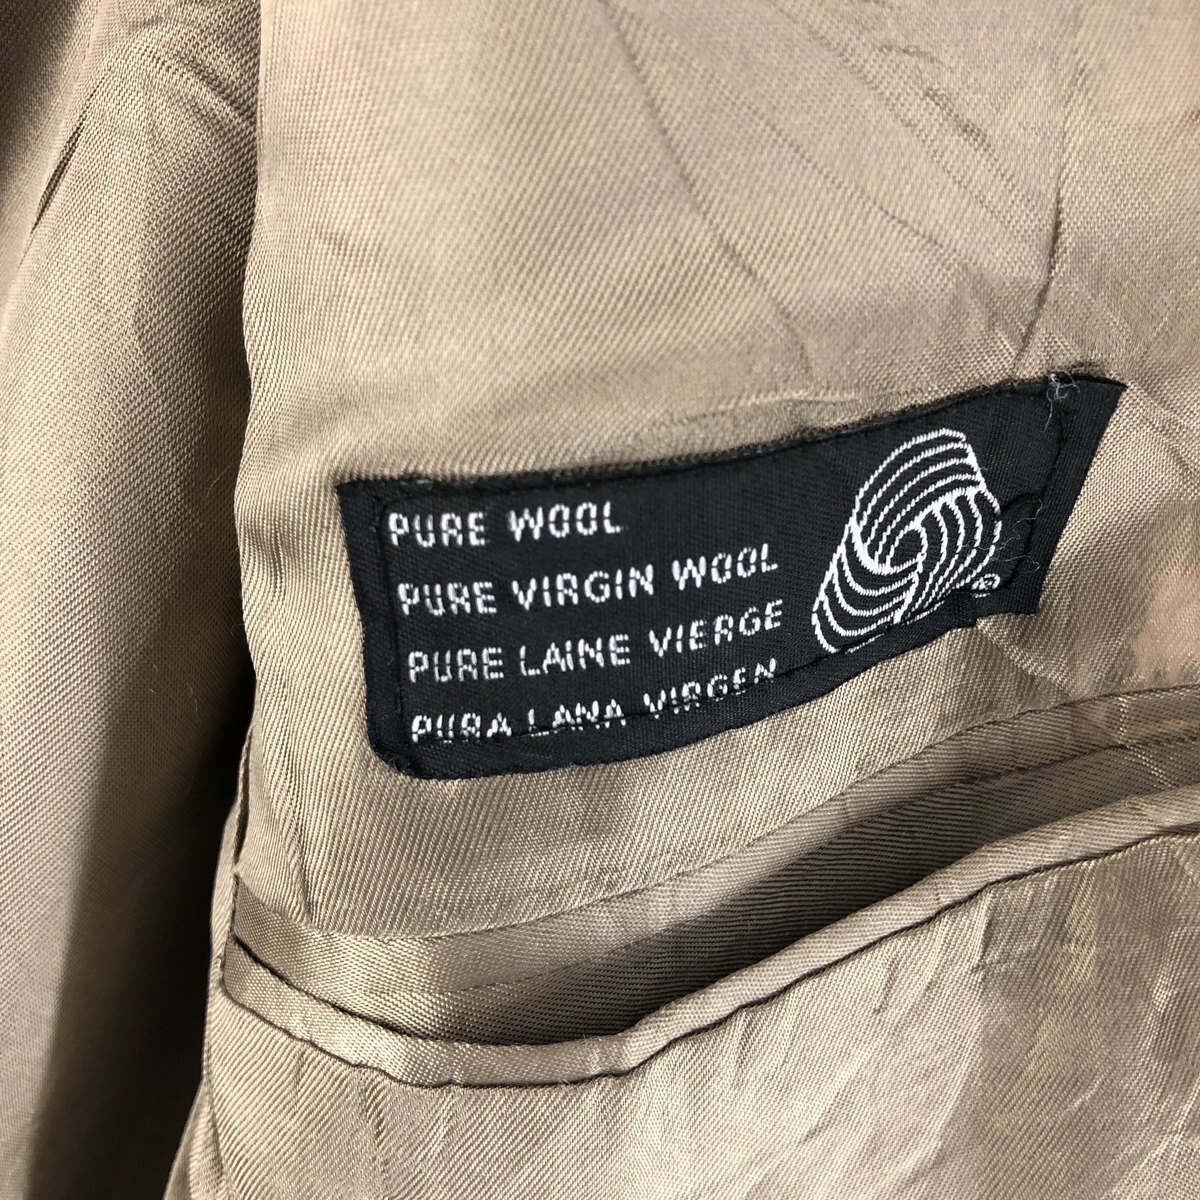 PURE WOOL
PURE VIRGIN WOOL
PURE LAINE VIERGE
PURA LANA VIRGEN
®